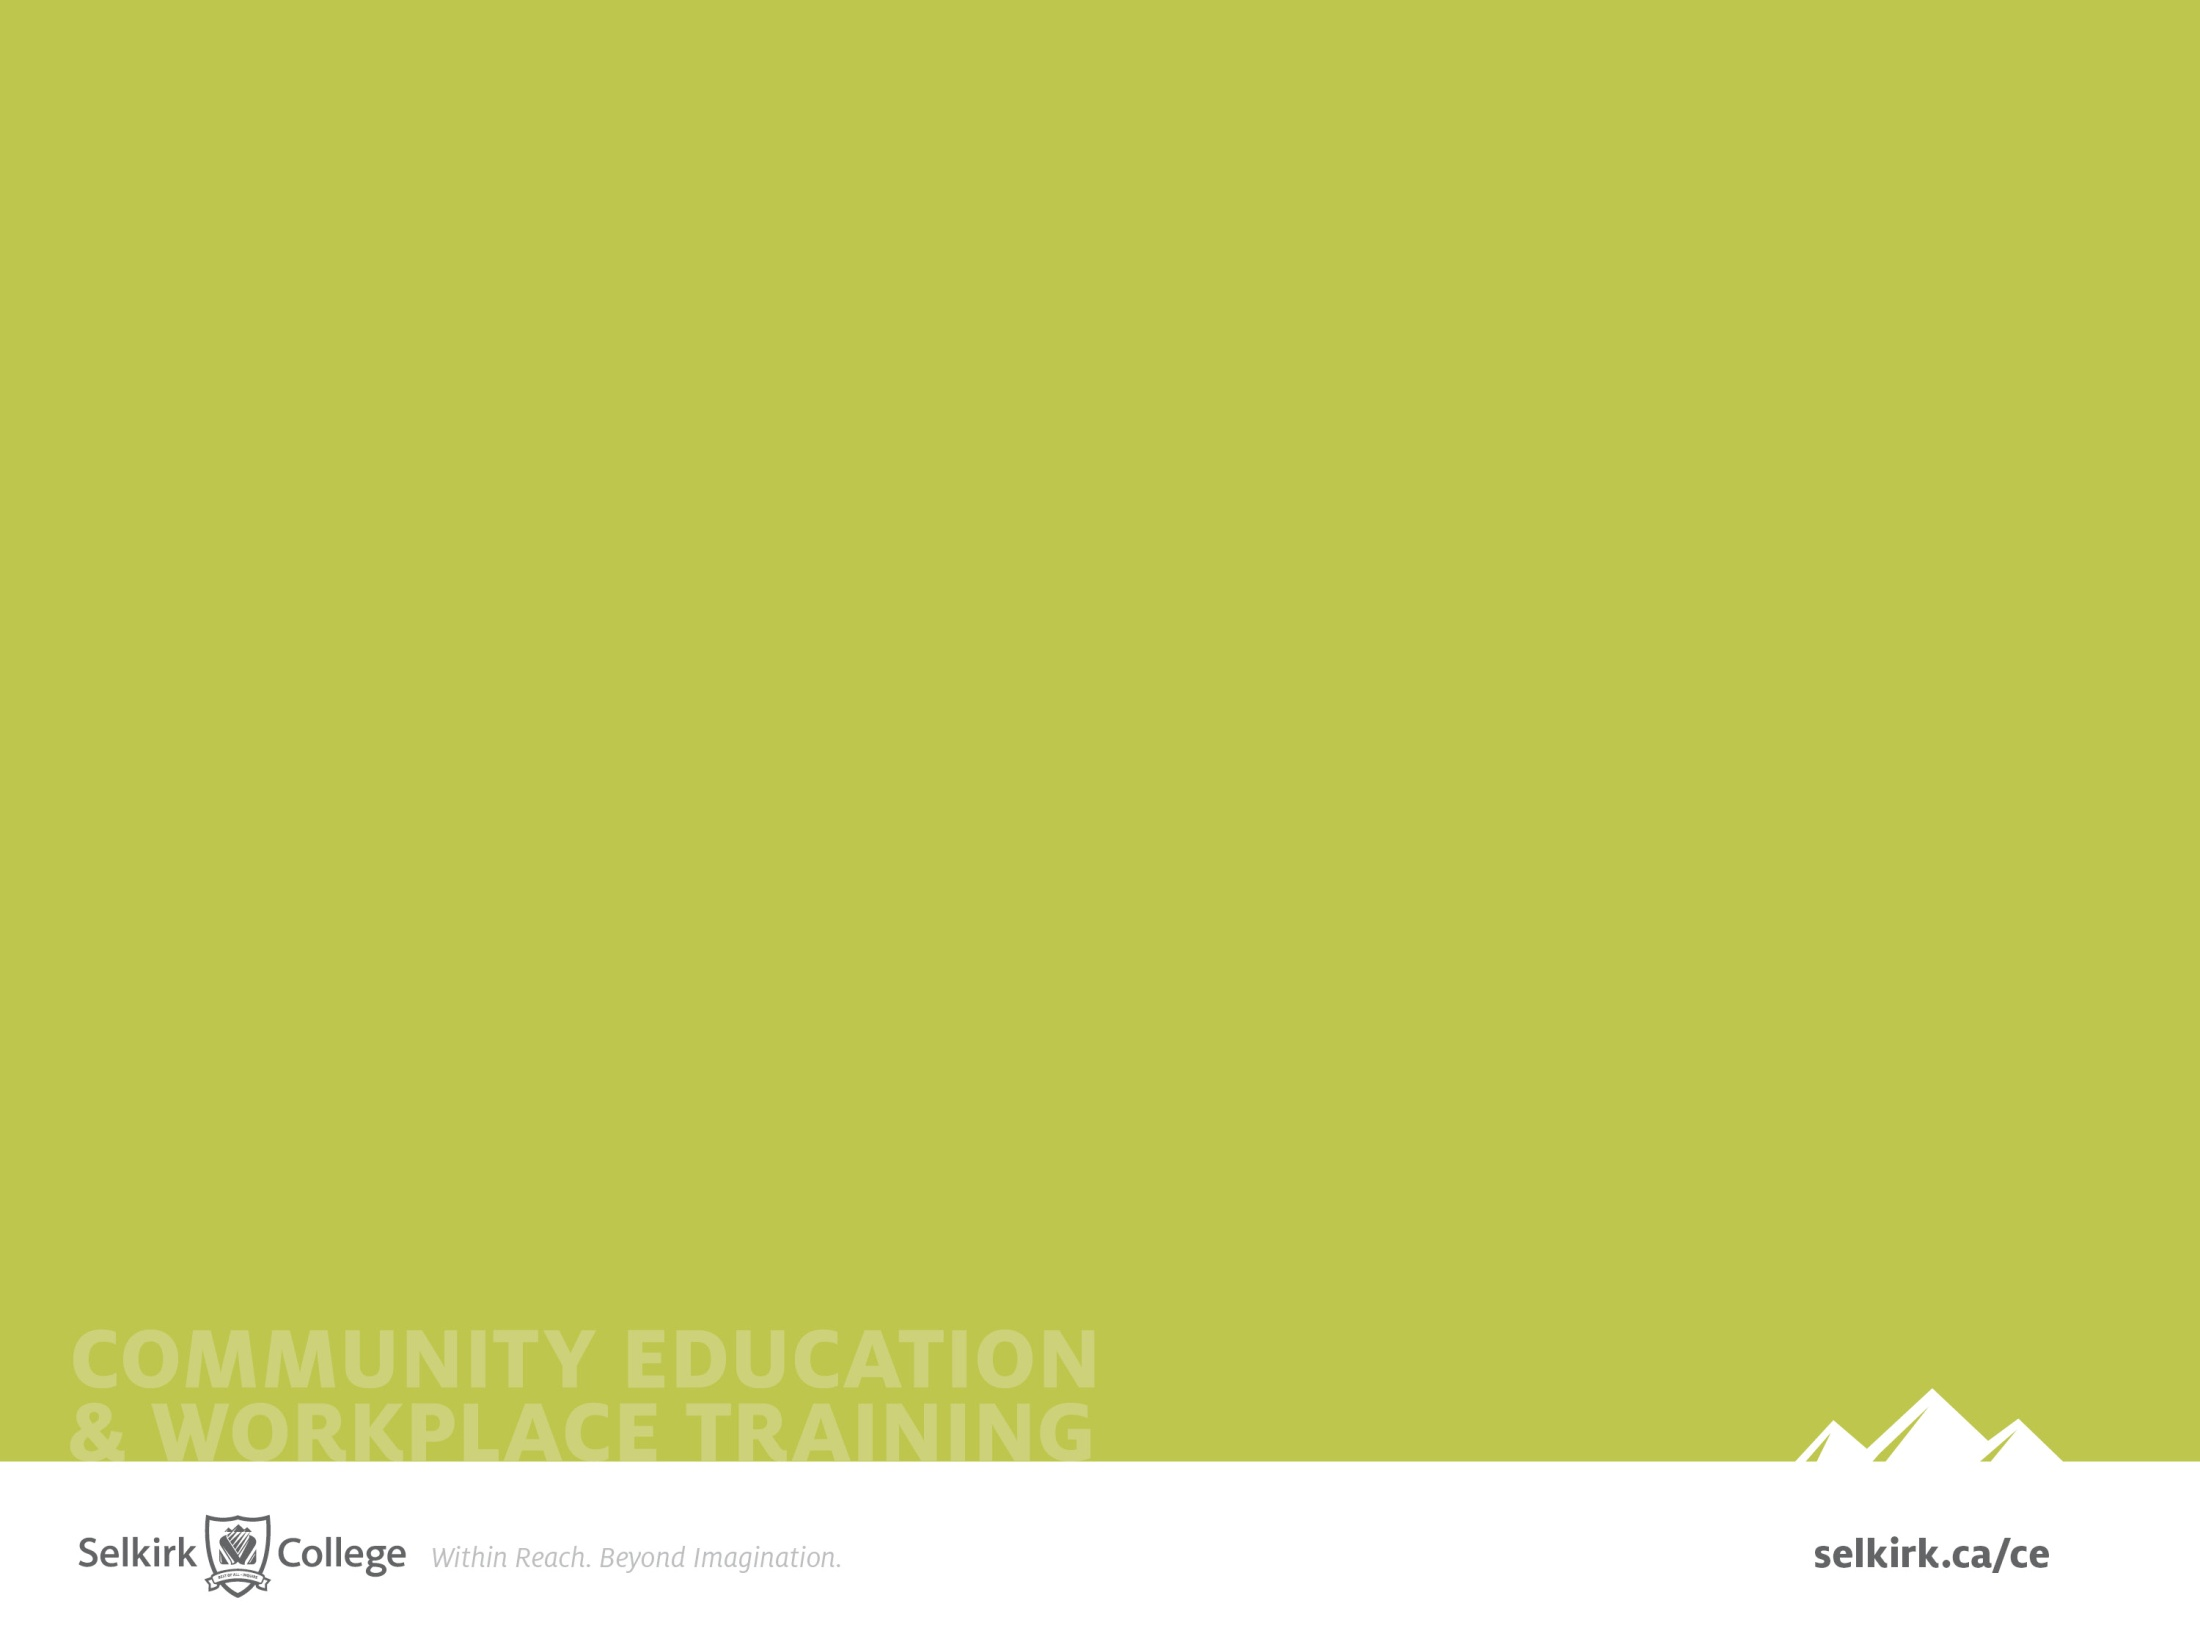 COMMUNITY EDUCATION
& WORKPLACE TRAINING
Selkirk College Within Reach. Beyond Imagination.
selkirk.ca/ce